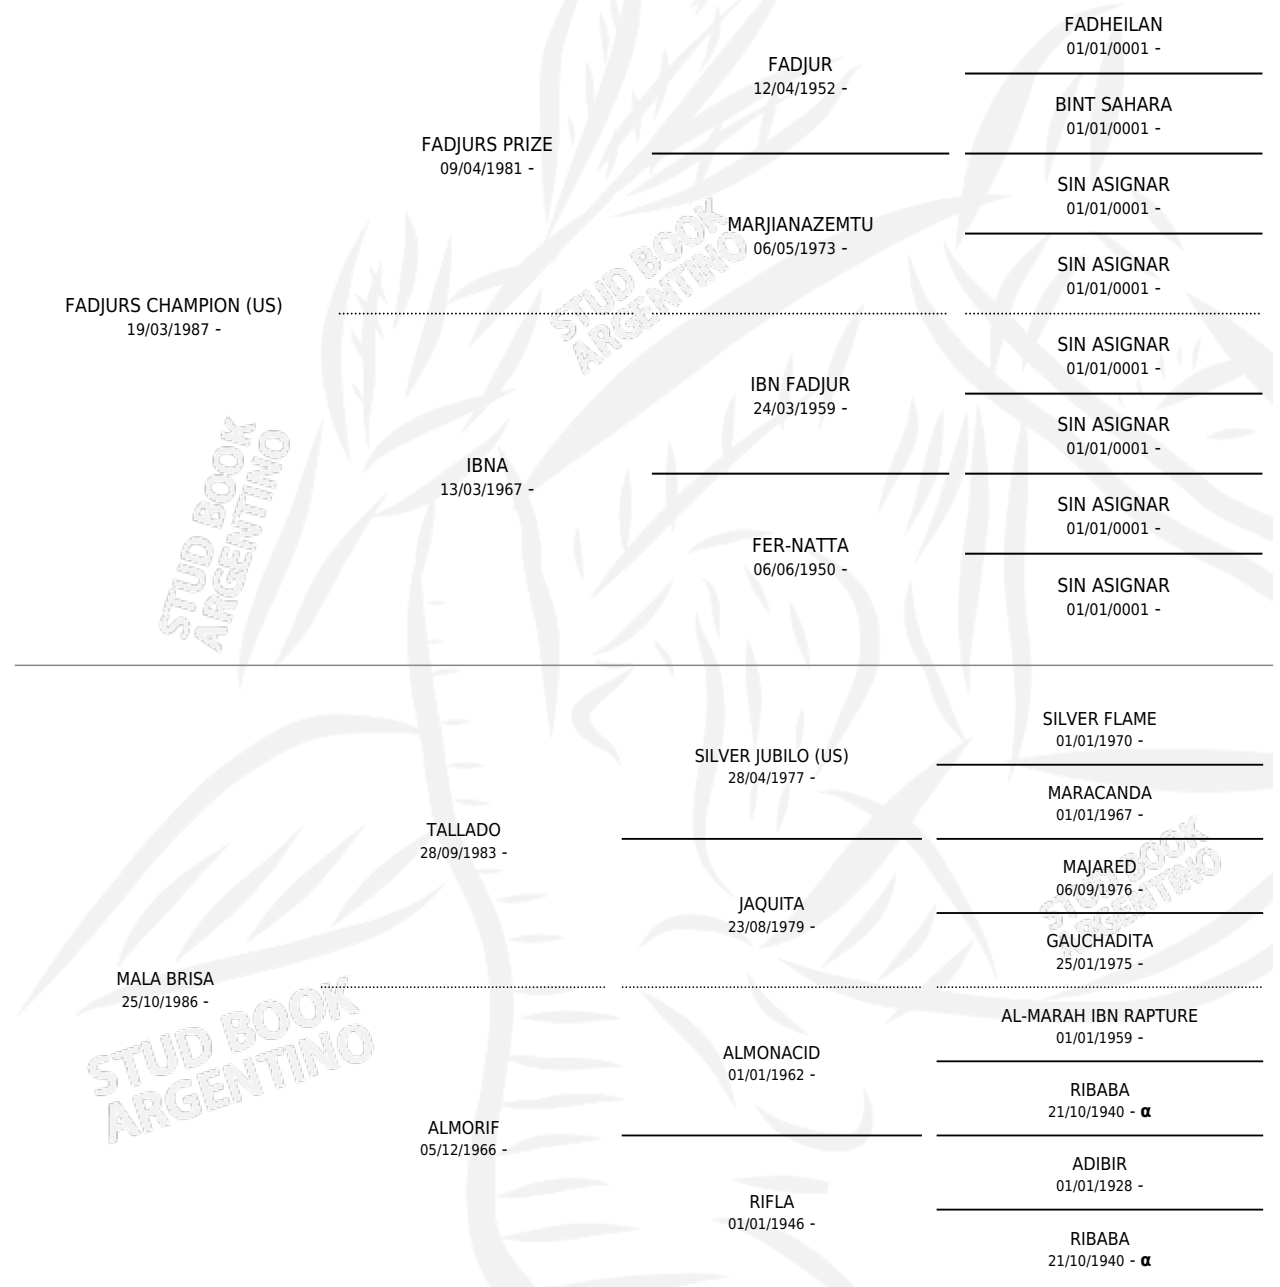 FADHEILAN
01/01/0001 -
FADJUR
12/04/1952 -
BINT SAHARA
01/01/0001 -
FADJURS PRIZE
09/04/1981 -
SIN ASIGNAR
01/01/0001 -
MARJIANAZEMTU
06/05/1973 -
SIN ASIGNAR
01/01/0001 -
FADJURS CHAMPION (US)
19/03/1987 -
SIN ASIGNAR
01/01/0001 -
IBN FADJUR
24/03/1959 -
SIN ASIGNAR
01/01/0001 -
IBNA
13/03/1967 -
SIN ASIGNAR
01/01/0001 -
FER-NATTA
06/06/1950 -
SIN ASIGNAR
01/01/0001 -
STUD BOOK
ARGENTINO
STUD BOOK
ARGENTINO
SILVER FLAME
01/01/1970 -
SILVER JUBILO (US)
28/04/1977 -
MARACANDA
01/01/1967 -
TALLADO
28/09/1983 -
MAJARED
06/09/1976 -
JAQUITA
23/08/1979 -
GAUCHADITA
25/01/1975 -
MALA BRISA
25/10/1986 -
AL-MARAH IBN RAPTURE
01/01/1959 -
ALMONACID
01/01/1962 -
RIBABA
21/10/1940 - α
ALMORIF
05/12/1966 -
ADIBIR
01/01/1928 -
RIFLA
01/01/1946 -
RIBABA
21/10/1940 - α
STUD BOOK
ARGENTINO
STUD BOOK
ARGENTINO